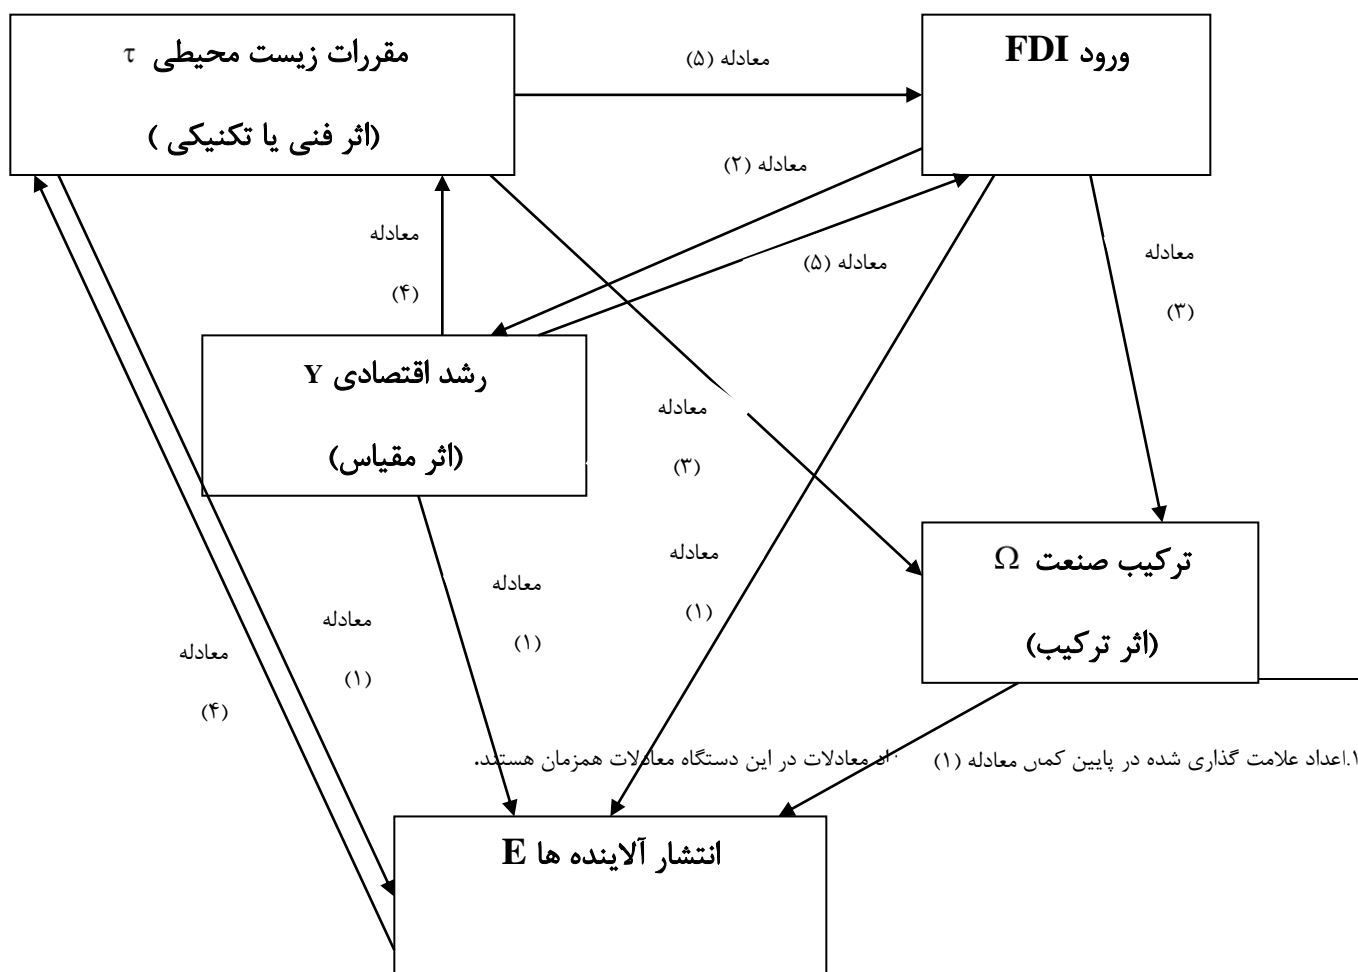 مقررات زیست محیطی τ
(اثر فنی یا تکنیکی )
ورود FDI
معادله (۵)
معادله (۲)
معادله (۵)
معادله
(۴)
معادله
(۳)
رشد اقتصادی Y
(اثر مقیاس)
معادله
(۳)
معادله
(۱)
ترکیب صنعت Ω
(اثر ترکیب)
معادله
(۱)
معادله
(۱)
معادله
(۴)
۱.اعداد علامت گذاری شده در پایین معادله (۱) معادلات در این دستگاه معادلات همزمان هستند.
انتشار آلاینده ها E